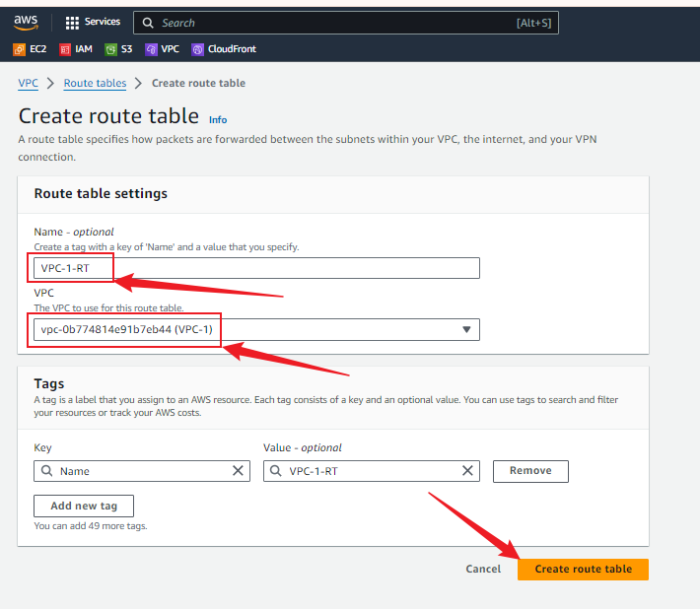 aws Services Search [Alt+S]
EC2 IAM S3 VPC CloudFront
VPC > Route tables > Create route table
Create route table Info
A route table specifies how packets are forwarded between the subnets within your VPC, the internet, and your VPN
connection.
Route table settings
Name - optional
Create a tag with a key of 'Name' and a value that you specify.
VPC-1-RT
VPC
The VPC to use for this route table.
vpc-0b774814e91b7eb44 (VPC-1)
Tags
A tag is a label that you assign to an AWS resource. Each tag consists of a key and an optional value. You can use tags to search and filter
your resources or track your AWS costs.
Key Value - optional
Name VPC-1-RT Remove
Add new tag
You can add 49 more tags.
Cancel Create route table